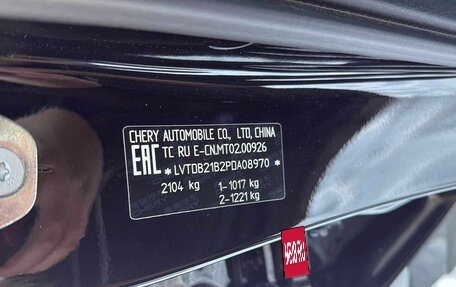 CHERY AUTOMOBILE CO., LTD, CHINA
EAC TC RU E-CN.MT02.00926
*LVTDB21B2PDA08970*
2104 kg 1-1017 kg
2-1221 kg